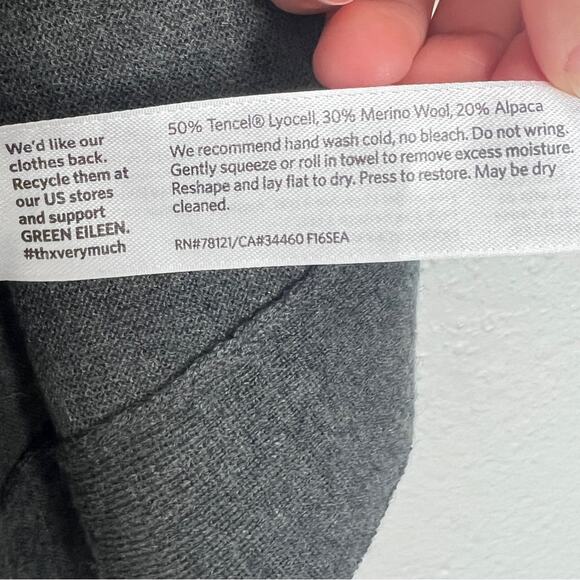 We'd like our
clothes back.
Recycle them at
our US stores
and support
GREEN EILEEN.
#thxverymuch
50% Tencel® Lyocell, 30% Merino Wool, 20% Alpaca
We recommend hand wash cold, no bleach. Do not wring.
Gently squeeze or roll in towel to remove excess moisture.
Reshape and lay flat to dry. Press to restore. May be dry
cleaned.
RN#78121/CA#34460 F16SEA